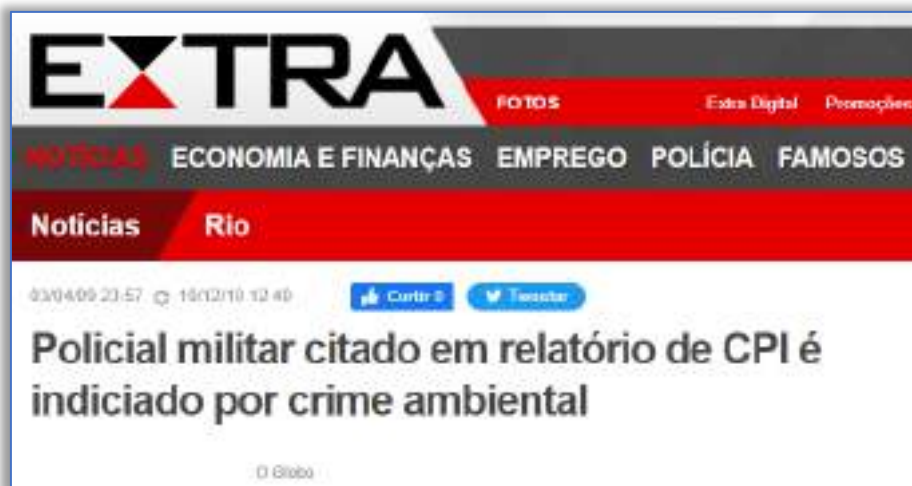 EXTRA
FOTOS Extra Digital Promoções
NOTÍCIAS ECONOMIA E FINANÇAS EMPREGO POLÍCIA FAMOSOS
Notícias Rio
03/04/09 23:57 16/12/10 12:40 Curtir 0 Tweetar
Policial militar citado em relatório de CPI é
indiciado por crime ambiental
O Globo